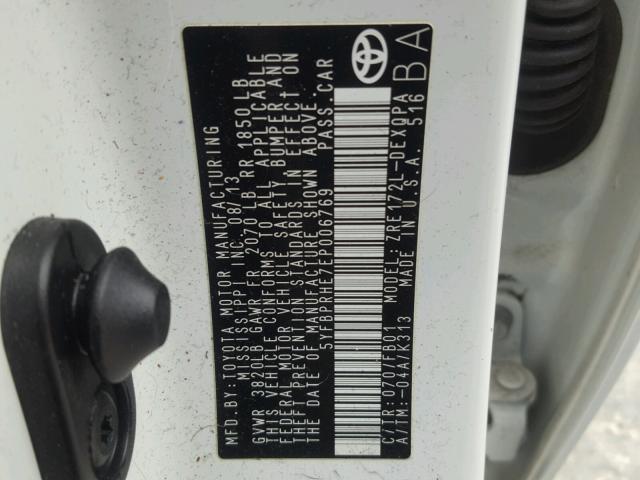 MFD.BY:TOYOTA MOTOR MANUFACTURING
MISSISSIPPI INC. 08/13
GVWR 3820LB GAWR FR 2070LB RR 1850LB
THIS VEHICLE CONFORMS TO ALL APPLICABLE
FEDERAL MOTOR VEHICLE SAFETY, BUMPER AND
THEFT PREVENTION STANDARDS IN EFFECT ON
THE DATE OF MANUFACTURE SHOWN ABOVE.
5YFBPRHE7EP006769 PASS.CAR
C/TR:070/FB01 MODEL:ZRE172L-DEXQPA
A/TM:-04A/K313 MADE IN U.S.A. 516
BA